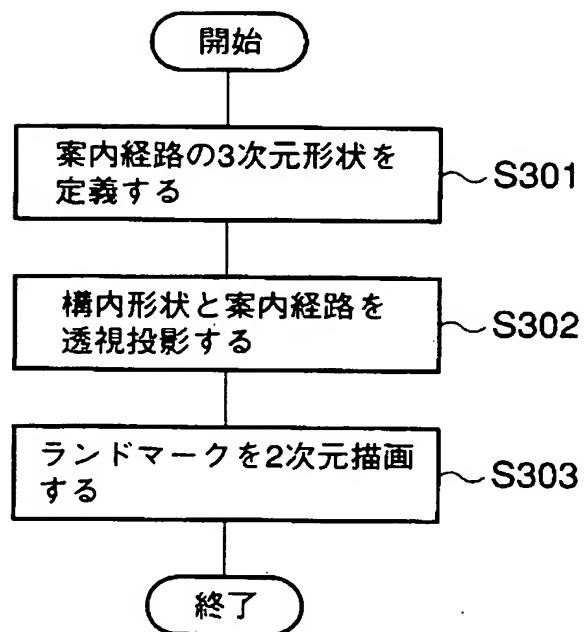 開始
案内経路の3次元形状を
定義する
S301
構内形状と案内経路を
透視投影する
S302
ランドマークを2次元描画
する
S303
終了